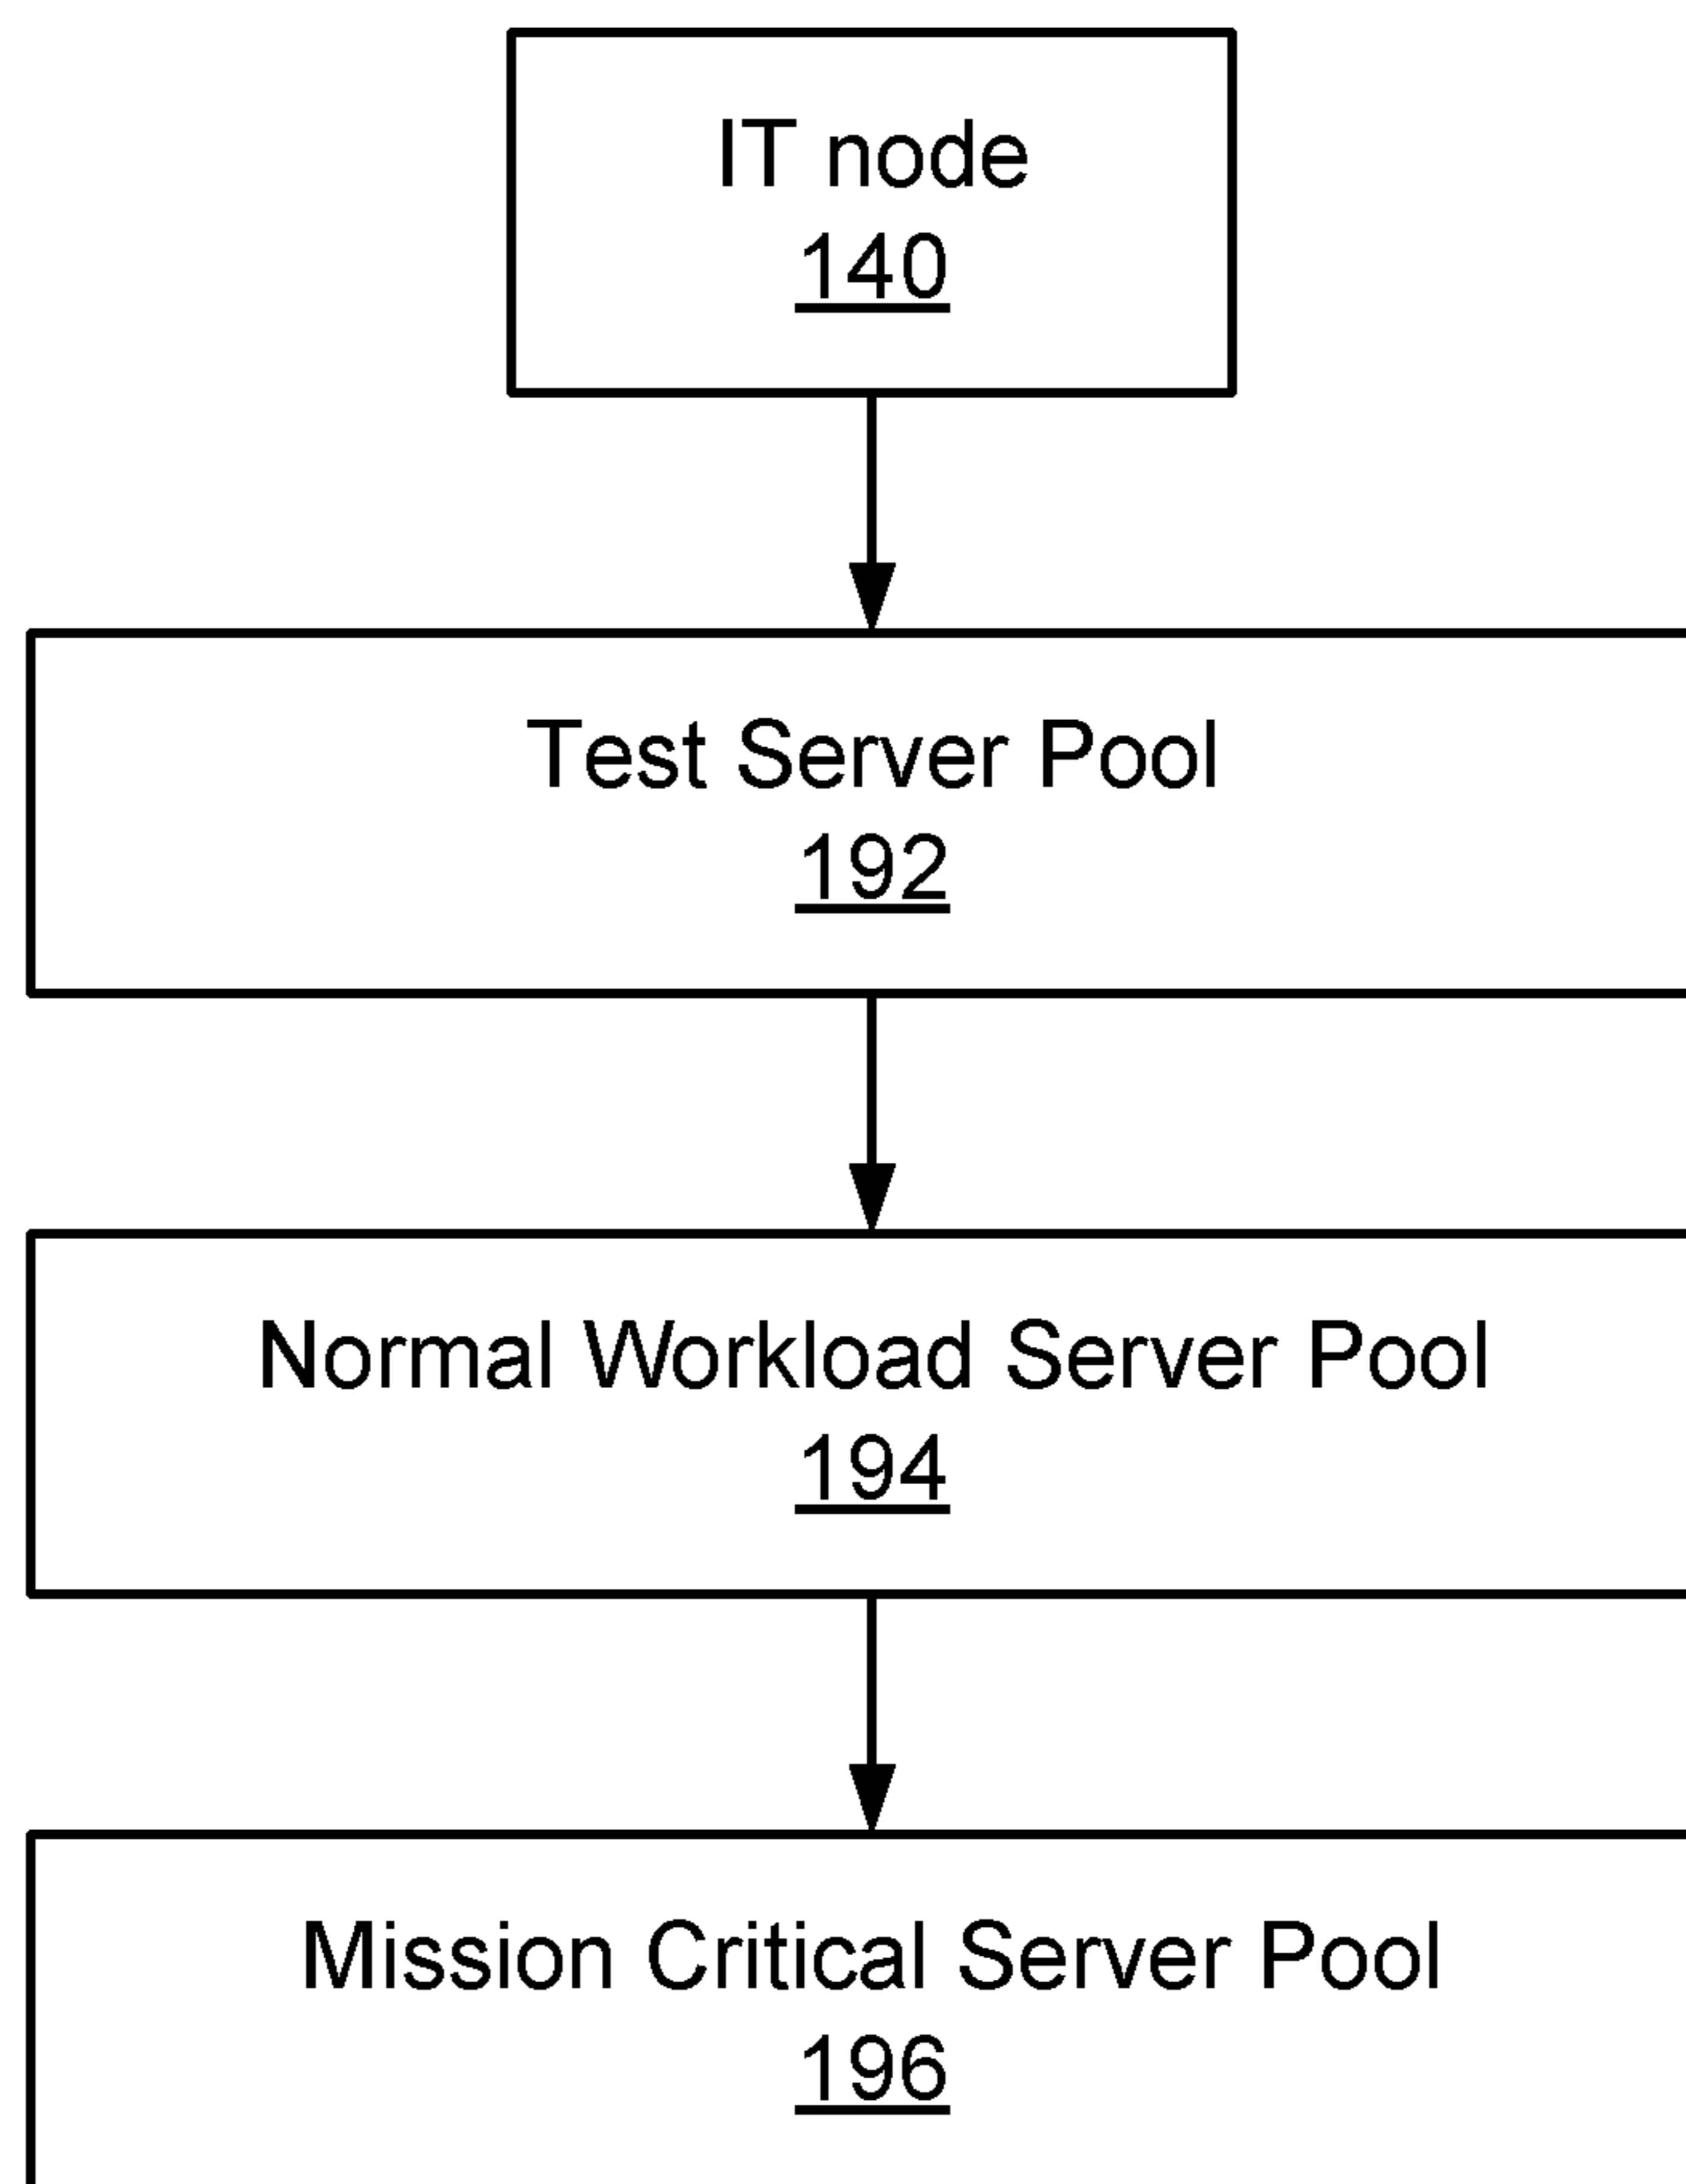 IT node
140
Test Server Pool
192
Normal Workload Server Pool
194
Mission Critical Server Pool
196